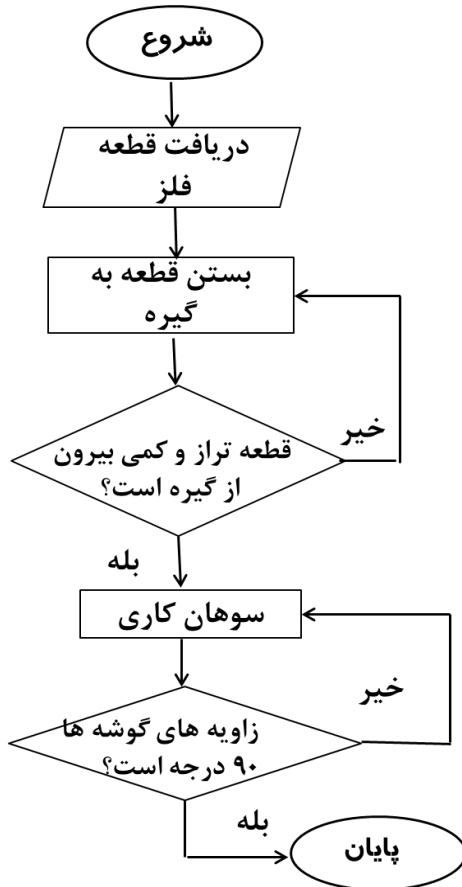 شروع
دریافت قطعه
فلز
بستن قطعه به
گیره
خیر
قطعه تراز و کمی بیرون
از گیره است؟
بله
سوهان کاری
خیر
زاویه های گوشه ها
۹۰ درجه است؟
بله
پایان